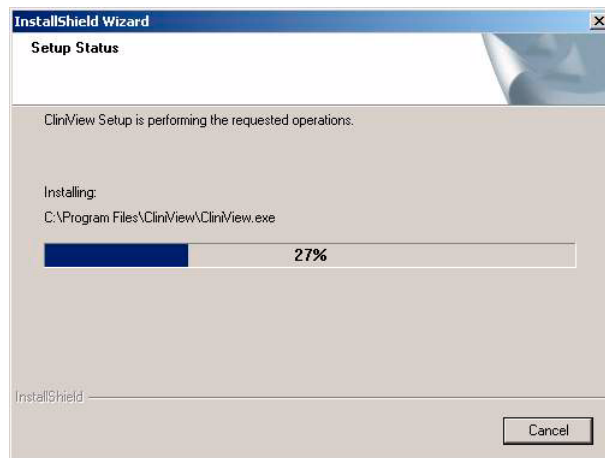 InstallShield Wizard
Setup Status
CliniView Setup is performing the requested operations.
Installing:
C:\Program Files\CliniView\CliniView.exe
27%
InstallShield
Cancel